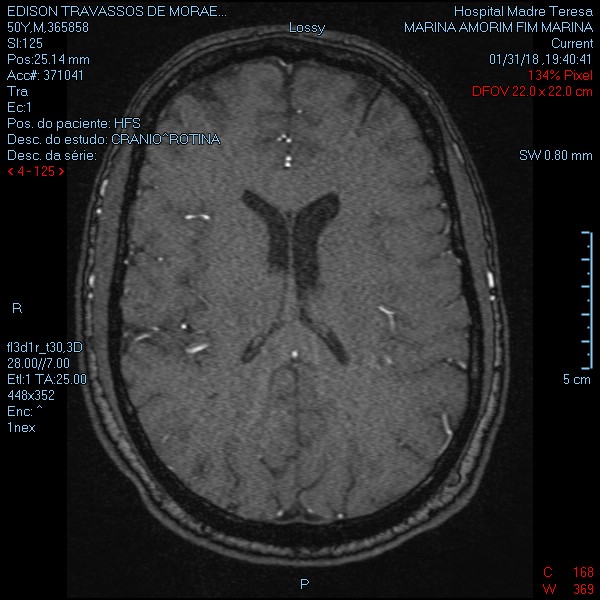 EDISON TRAVASSOS DE MORAE...
50Y,M,365858
Sl:125
Pos:25.14 mm
Acc#: 371041
Tra
Ec:1
Pos. do paciente: HFS
Desc. do estudo: CRANIO^ROTINA
Desc. da série:
< 4 - 125 >
Lossy
Hospital Madre Teresa
MARINA AMORIM FIM MARINA
Current
01/31/18 ,19:40:41
134% Pixel
DFOV 22.0 x 22.0 cm
SW 0.80 mm
R
fl3d1r_t30,3D
28.00//7.00
Etl:1 TA:25.00
448x352
Enc: ^
1nex
5 cm
P
C 168
W 369